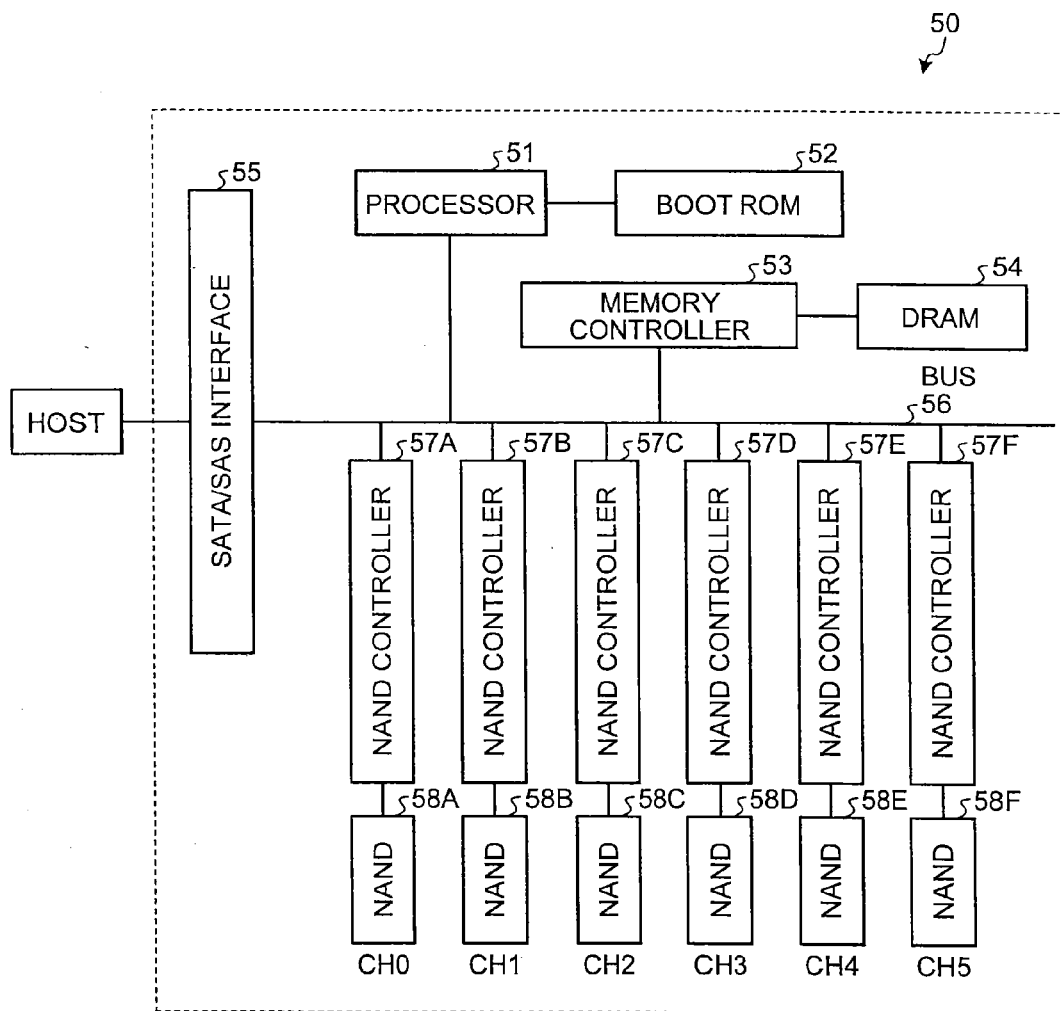 50
51
52
55
PROCESSOR
BOOT ROM
53
54
MEMORY
CONTROLLER
DRAM
SATA/SAS INTERFACE
HOST
BUS
56
57A
57B
57C
57D
57E
57F
NAND CONTROLLER
NAND CONTROLLER
NAND CONTROLLER
NAND CONTROLLER
NAND CONTROLLER
NAND CONTROLLER
58A
58B
58C
58D
58E
58F
NAND
NAND
NAND
NAND
NAND
NAND
CH0
CH1
CH2
CH3
CH4
CH5